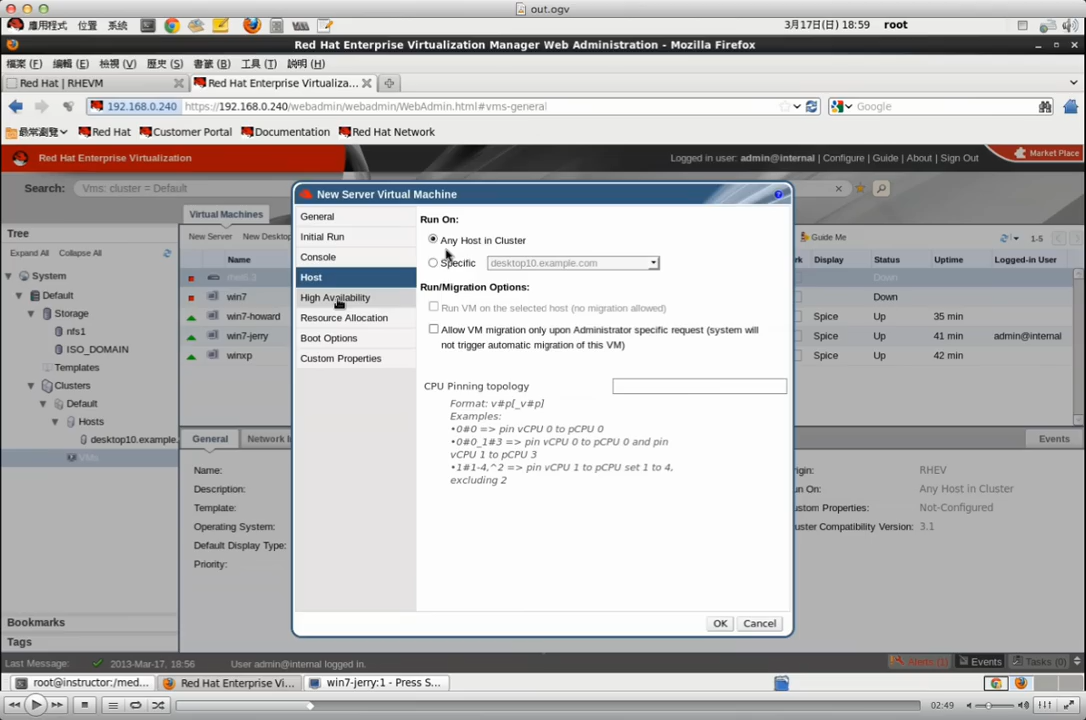 out.ogv
應用程式 位置 系統 3月17日(日) 18:59 root
Red Hat Enterprise Virtualization Manager Web Administration - Mozilla Firefox
檔案(F) 編輯(E) 檢視(V) 歷史(S) 書籤(B) 工具(T) 說明(H)
Red Hat | RHEVM Red Hat Enterprise Virtualiza...
192.168.0.240 https://192.168.0.240/webadmin/webadmin/WebAdmin.html#vms-general Google
最常瀏覽 Red Hat Customer Portal Documentation Red Hat Network
Red Hat Enterprise Virtualization Logged in user: admin@internal | Configure | Guide | About | Sign Out Market Place
Search: Vms: cluster = Default
Virtual Machines
Tree
New Server New Desktop Guide Me 1-5
Expand All Collapse All
Display Uptime Logged-in User
System
Default
Storage
nfs1
ISO_DOMAIN
Templates
Clusters
Default
Hosts
desktop10.example.
VMs
Bookmarks
Tags
rhel6.3 Down
win7 Down
win7-howard Spice Up 35 min
win7-jerry Spice Up 41 min admin@internal
winxp Spice Up 42 min
General Network In Events
Name:
Description:
Template:
Operating System:
Default Display Type:
Priority:
rigin: RHEV
Run On: Any Host in Cluster
ustom Properties: Not-Configured
luster Compatibility Version: 3.1
New Server Virtual Machine
General
Initial Run
Console
Host
High Availability
Resource Allocation
Boot Options
Custom Properties
Run On:
Any Host in Cluster
Specific desktop10.example.com
Run/Migration Options:
Run VM on the selected host (no migration allowed)
Allow VM migration only upon Administrator specific request (system will
not trigger automatic migration of this VM)
CPU Pinning topology
Format: v#p[_v#p]
Examples:
•0#0 => pin vCPU 0 to pCPU 0
•0#0_1#3 => pin vCPU 0 to pCPU 0 and pin
vCPU 1 to pCPU 3
•1#1-4,^2 => pin vCPU 1 to pCPU set 1 to 4,
excluding 2
OK Cancel
Last Message: 2013-Mar-17, 18:56 User admin@internal logged in. Alerts (1) Events Tasks (0)
root@instructor:/med... Red Hat Enterprise Vi... win7-jerry:1 - Press S...
02:49